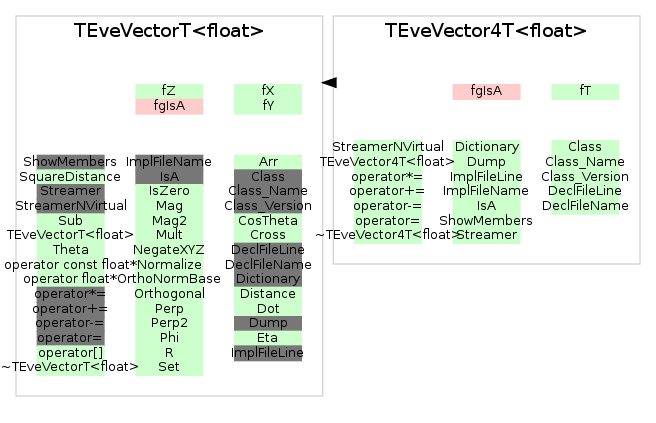 TEveVectorT<float>
fZ fX
fgIsA fY
ShowMembers ImplFileName Arr
SquareDistance IsA Class
Streamer IsZero Class_Name
StreamerNVirtual Mag Class_Version
Sub Mag2 CosTheta
TEveVectorT<float> Mult Cross
Theta NegateXYZ DeclFileLine
operator const float* Normalize DeclFileName
operator float* OrthoNormBase Dictionary
operator*= Orthogonal Distance
operator+= Perp Dot
operator-= Perp2 Dump
operator= Phi Eta
operator[] R ImplFileLine
~TEveVectorT<float> Set
TEveVector4T<float>
fgIsA fT
StreamerNVirtual Dictionary Class
TEveVector4T<float> Dump Class_Name
operator*= ImplFileLine Class_Version
operator+= ImplFileName DeclFileLine
operator-= IsA DeclFileName
operator= ShowMembers
~TEveVector4T<float> Streamer